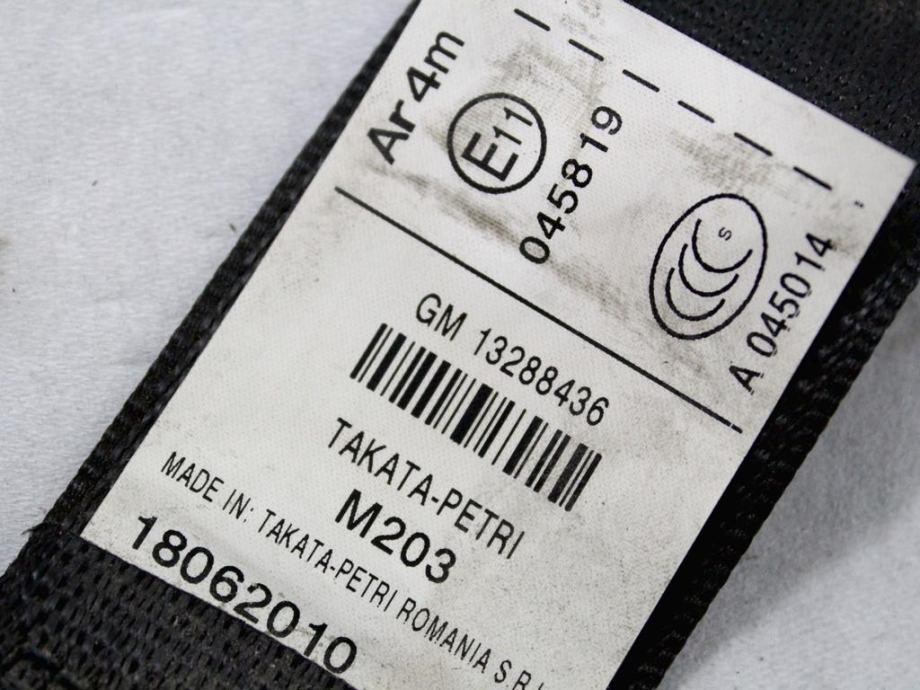 Ar4m
E11
045819
S
A 045014
GM 13288436
TAKATA-PETRI
M203
MADE IN: TAKATA-PETRI ROMANIA S.R.L
18062010